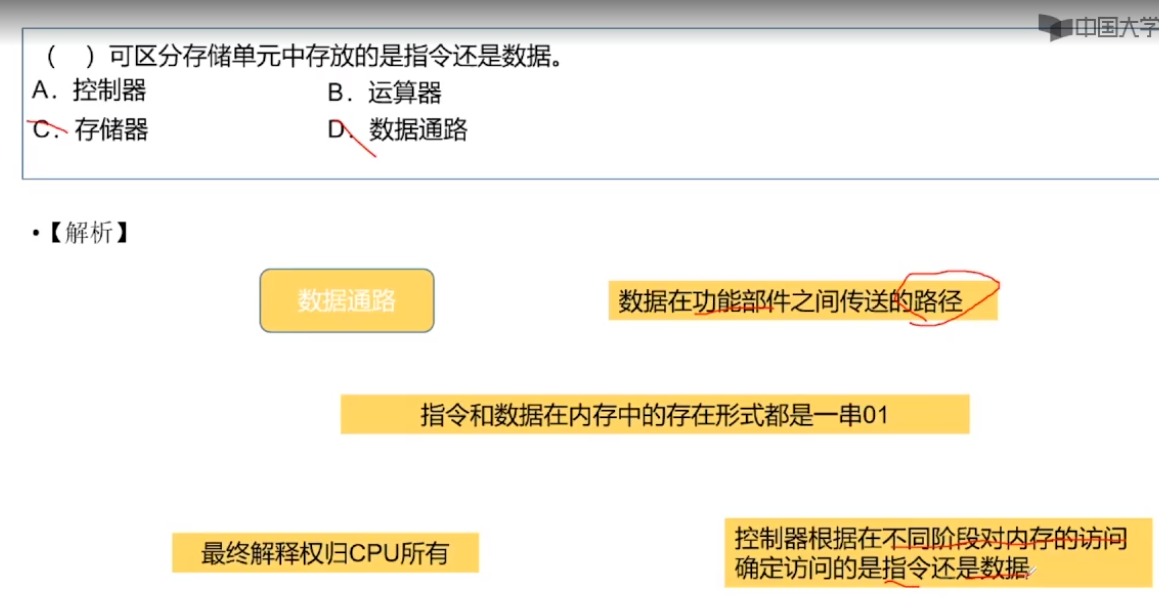 中国大学
（ ）可区分存储单元中存放的是指令还是数据。
A．控制器 B．运算器
C．存储器 D．数据通路
•【解析】
数据通路 数据在功能部件之间传送的路径
指令和数据在内存中的存在形式都是一串01
最终解释权归CPU所有
控制器根据在不同阶段对内存的访问
确定访问的是指令还是数据